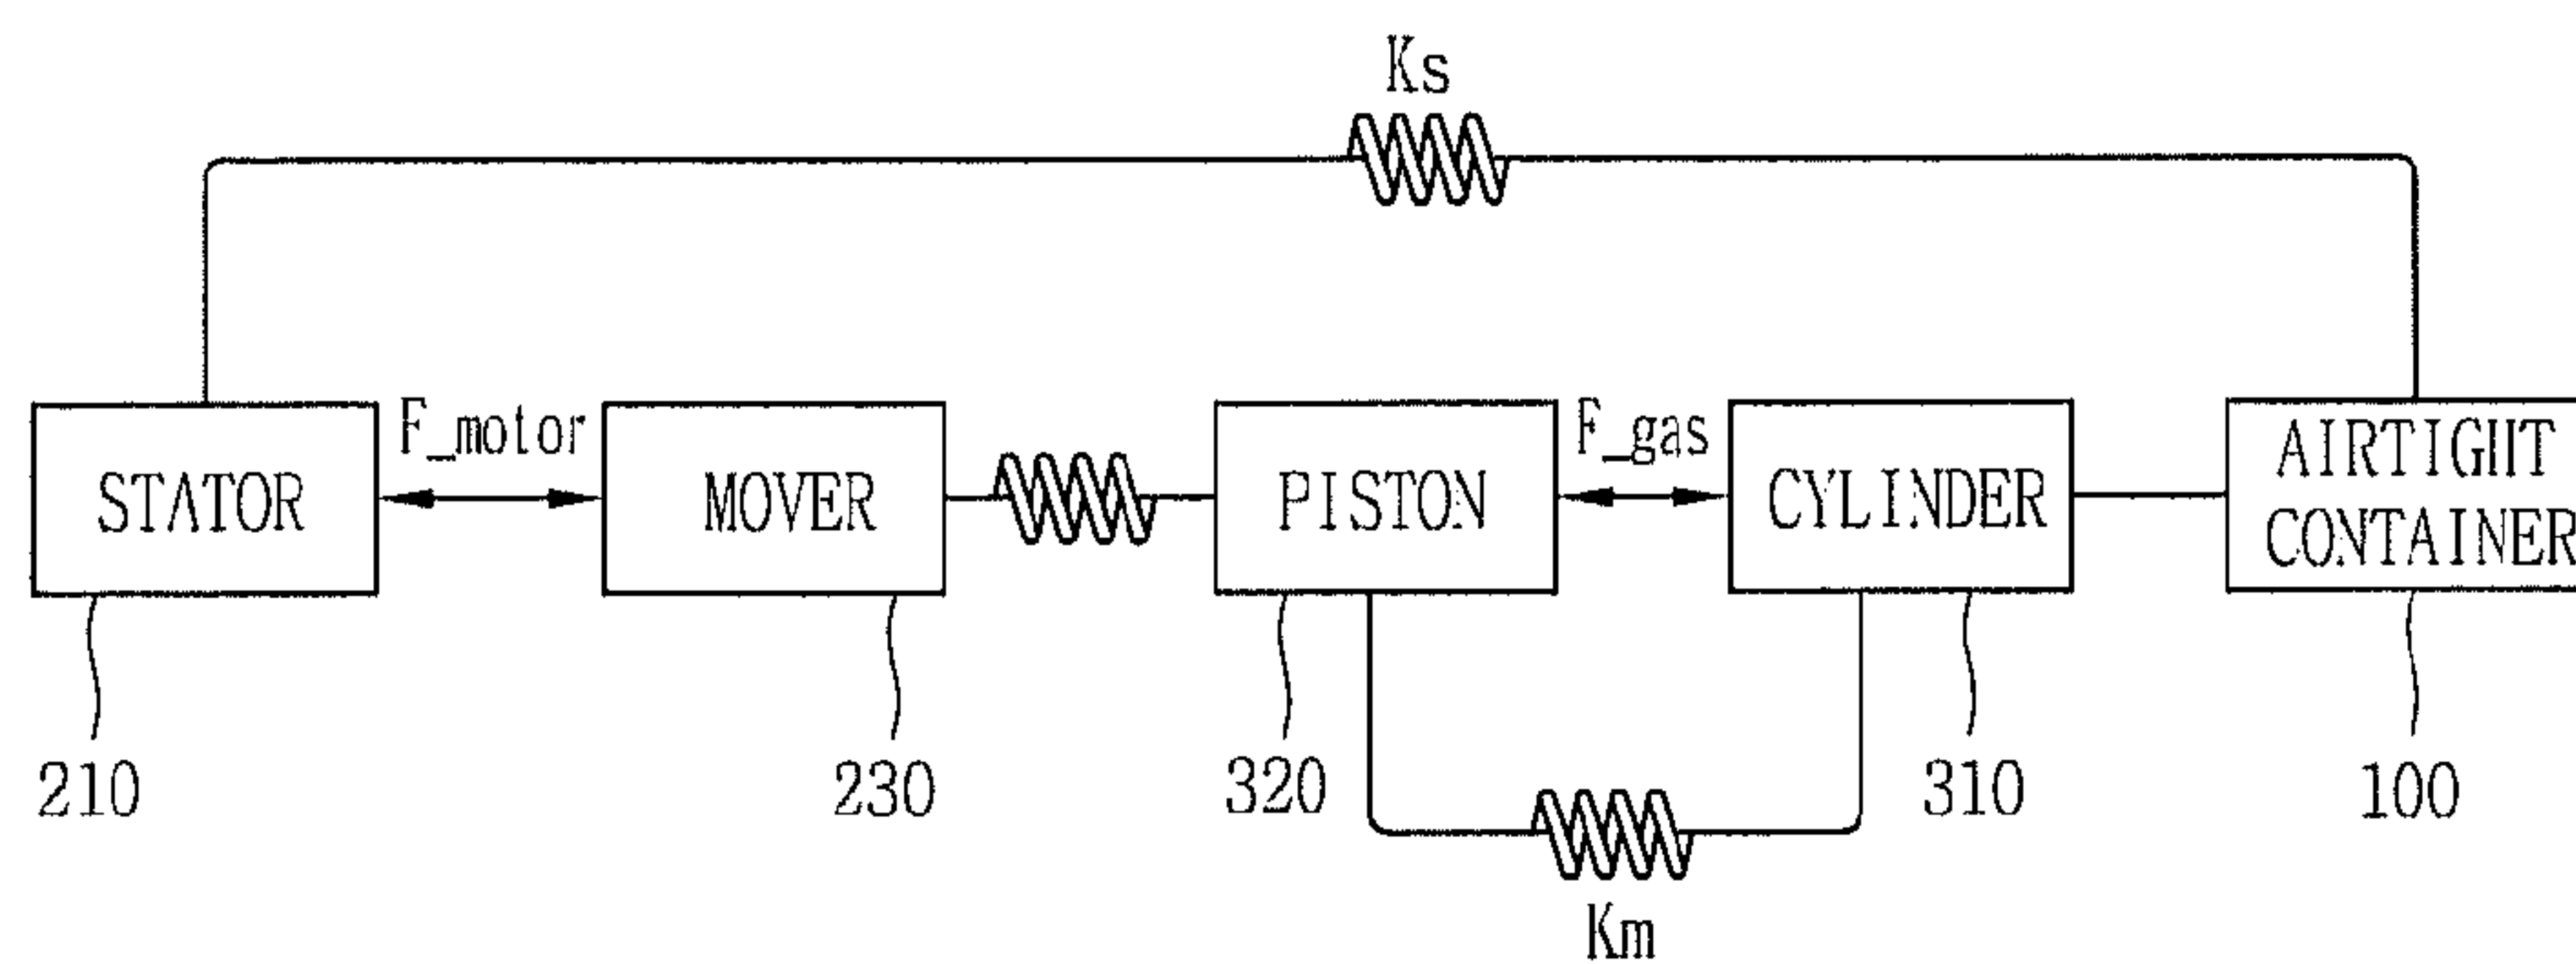 Ks
F_motor
F_gas
STATOR
MOVER
PISTON
CYLINDER
AIRTIGHT
CONTAINER
210
230
320
310
100
Km